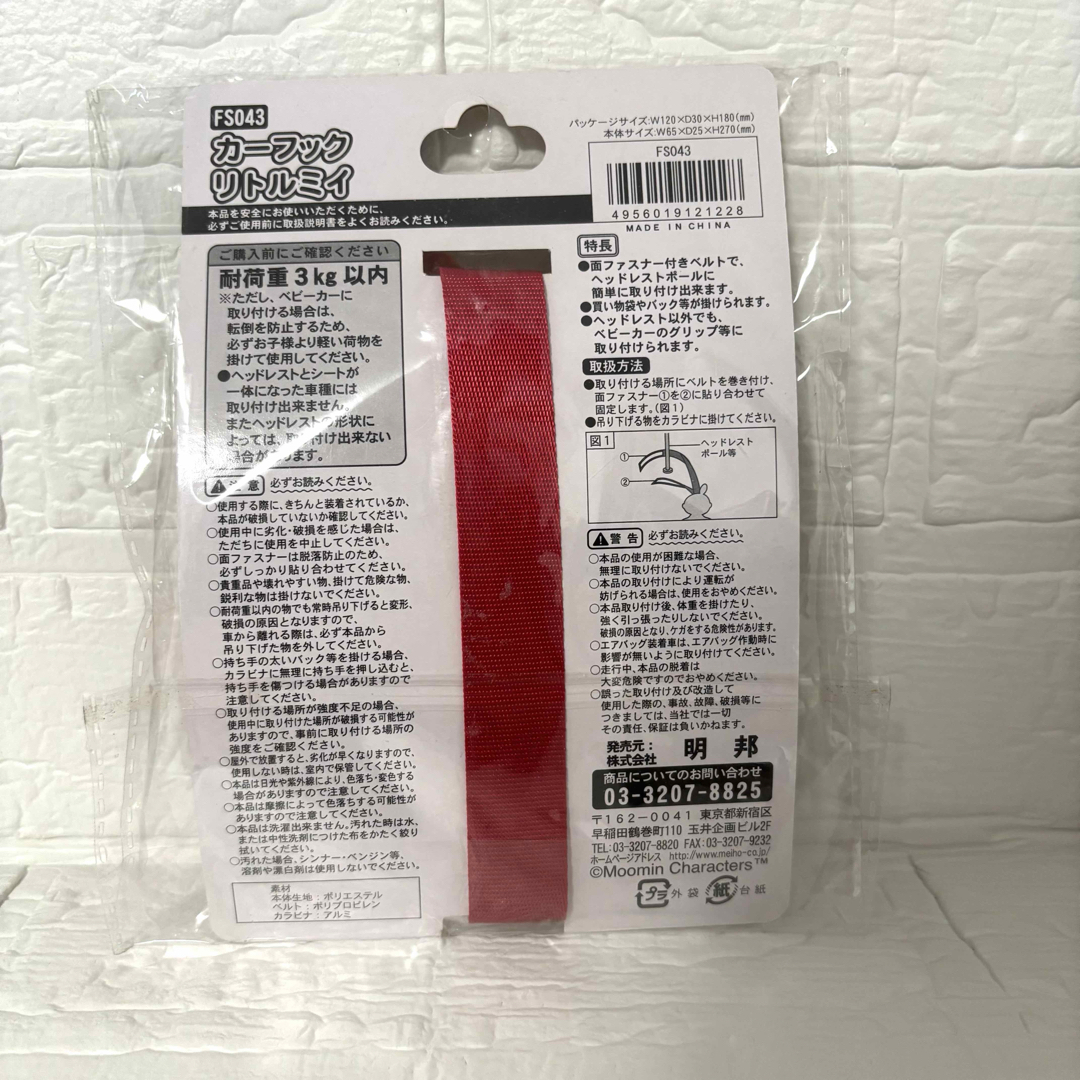 FS043
カーフック
リトルミイ
パッケージサイズ:W120×D30×H180(mm)
本体サイズ:W65×D25×H270(mm)
FS043
4956019121228
MADE IN CHINA
本品を安全にお使いいただくために、
必ずご使用前に取扱説明書をよくお読みください。
ご購入前にご確認ください
耐荷重3kg以内
※ただし、ベビーカーに
取り付ける場合は、
転倒を防止するため、
必ずお子様より軽い荷物を
掛けて使用してください。
●ヘッドレストとシートが
一体になった車種には
取り付け出来ません。
またヘッドレストの形状に
よっては、取り付け出来ない
場合があります。
注意 必ずお読みください。
○使用する際に、きちんと装着されているか、
本品が破損していないか確認してください。
○使用中に劣化・破損を感じた場合は、
ただちに使用を中止してください。
○面ファスナーは脱落防止のため、
必ずしっかり貼り合わせてください。
○貴重品や壊れやすい物、掛けて危険な物、
鋭利な物は掛けないでください。
○耐荷重以内の物でも常時吊り下げると変形、
破損の原因となりますので、
車から離れる際は、必ず本品から
吊り下げた物を外してください。
○持ち手の太いバック等を掛ける場合、
カラビナに無理に持ち手を押し込むと、
持ち手を傷つける場合がありますので
注意してください。
○取り付ける場所が強度不足の場合、
使用中に取り付けた場所が破損する可能性が
ありますので、事前に取り付ける場所の
強度をご確認ください。
○屋外で放置すると、劣化が早くなりますので、
使用しない時は、室内で保管してください。
○本品は日光や紫外線により、色落ち・変色する
場合がありますので注意してください。
○本品は摩擦によって色落ちする可能性が
ありますので注意してください。
○本品は洗濯出来ません。汚れた時は水、
または中性洗剤につけた布をかたく絞り
拭いてください。
○汚れた場合、シンナー・ベンジン等、
溶剤や漂白剤は使用しないでください。
素材
本体生地:ポリエステル
ベルト:ポリプロピレン
カラビナ:アルミ
特長
●面ファスナー付きベルトで、
ヘッドレストポールに
簡単に取り付け出来ます。
●買い物袋やバック等が掛けられます。
●ヘッドレスト以外でも、
ベビーカーのグリップ等に
取り付けられます。
取扱方法
●取り付ける場所にベルトを巻き付け、
面ファスナー①を②に貼り合わせて
固定します。(図1)
●吊り下げる物をカラビナに掛けてください。
図1
ヘッドレスト
ポール等
①
②
警告 必ずお読みください。
○本品の使用が困難な場合、
無理に取り付けないでください。
○本品の取り付けにより運転が
妨げられる場合は、使用をおやめください。
○本品取り付け後、体重を掛けたり、
強く引っ張ったりしないでください。
破損の原因となり、ケガをする危険性があります。
○エアバッグ装着車は、エアバッグ作動時に
影響が無いように取り付けてください。
○走行中、本品の脱着は
大変危険ですのでおやめください。
○誤った取り付け及び改造して
使用した際の、事故、故障、破損等に
つきましては、当社では一切
その責任、保証は負いかねます。
発売元:
株式会社 明邦
商品についてのお問い合わせ
03-3207-8825
〒162-0041 東京都新宿区
早稲田鶴巻町110 玉井企画ビル2F
TEL:03-3207-8820 FAX:03-3207-9232
ホームページアドレス http://www.meiho-co.jp/
©Moomin Characters™
プラ 外袋 紙 台紙